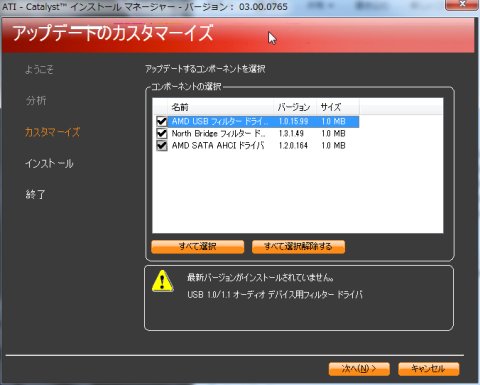 ATI - Catalyst™ インストール マネージャー - バージョン : 03.00.0765
アップデートのカスタマーイズ
ようこそ
分析
カスタマーイズ
インストール
終了
アップデートするコンポーネントを選択
コンポーネントの選択
名前 バージョン サイズ
AMD USB フィルター ドライ... 1.0.15.99 1.0 MB
North Bridge フィルター ド... 1.3.1.49 1.0 MB
AMD SATA AHCI ドライバ 1.2.0.164 1.0 MB
すべて選択 すべて選択解除する
最新バージョンがインストールされていません。
USB 1.0/1.1 オーディオ デバイス用フィルター ドライバ
次へ(N) > キャンセル